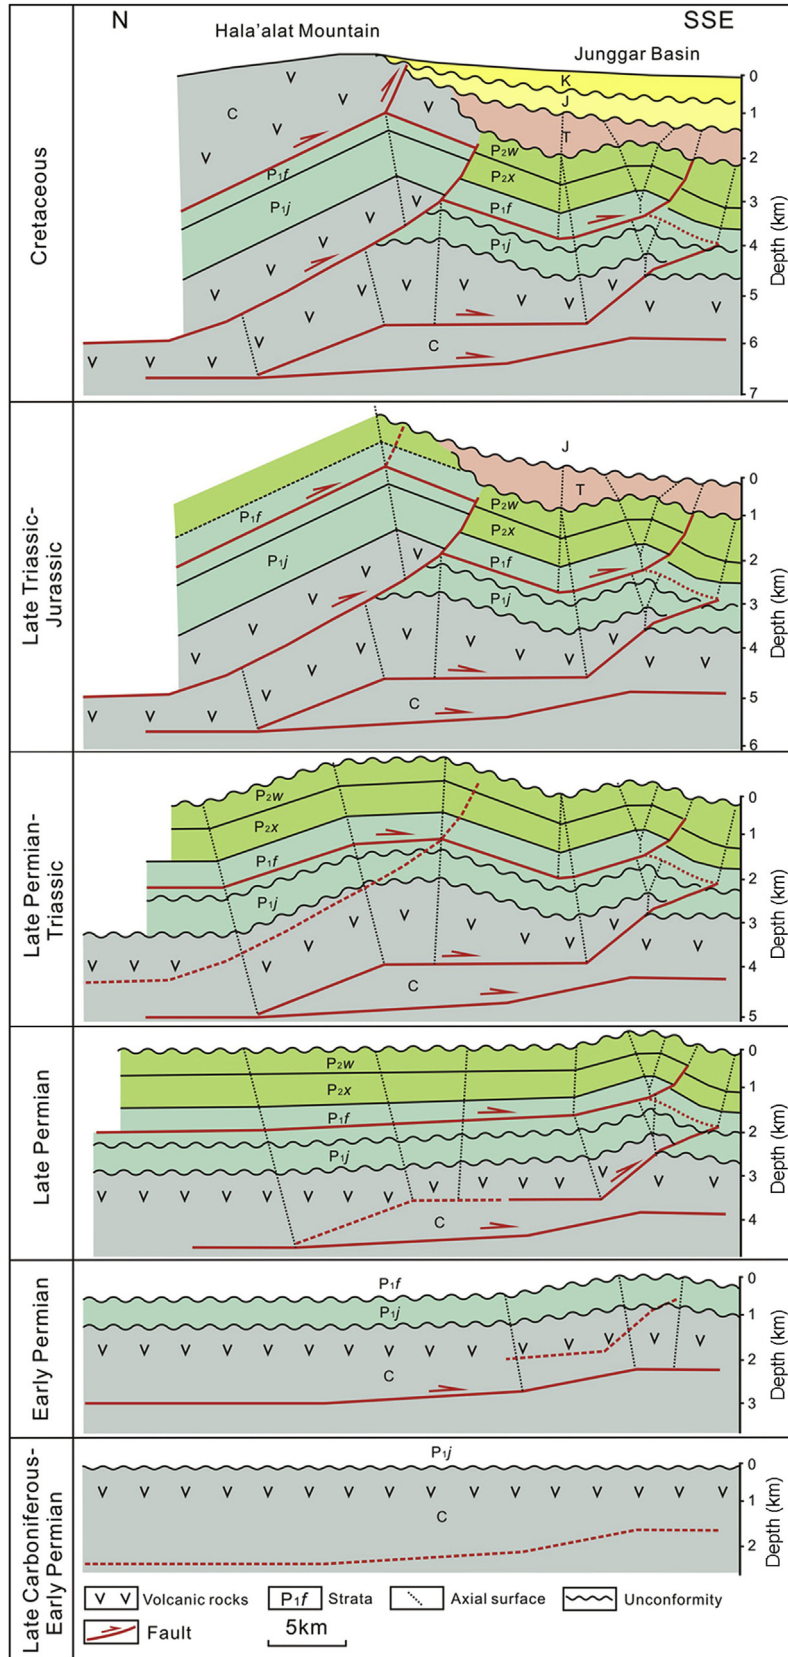 N
SSE
Hala'alat Mountain
Junggar Basin
Cretaceous
K
J
T
C
P₂w
P₂x
P₁f
P₁f
P₁j
P₁j
C
0
1
2
3
4
5
6
7
Depth (km)
Late Triassic-
Jurassic
J
T
P₁f
P₂w
P₂x
P₁j
P₁f
P₁j
C
0
1
2
3
4
5
6
Depth (km)
Late Permian-
Triassic
P₂w
P₂x
P₁f
P₁j
C
0
1
2
3
4
5
Depth (km)
Late Permian
P₂w
P₂x
P₁f
P₁j
C
0
1
2
3
4
Depth (km)
Early Permian
P₁f
P₁j
C
0
1
2
3
Depth (km)
Late Carboniferous-
Early Permian
P₁j
C
0
1
2
Depth (km)
Volcanic rocks
P₁f Strata
Axial surface
Unconformity
Fault
5km